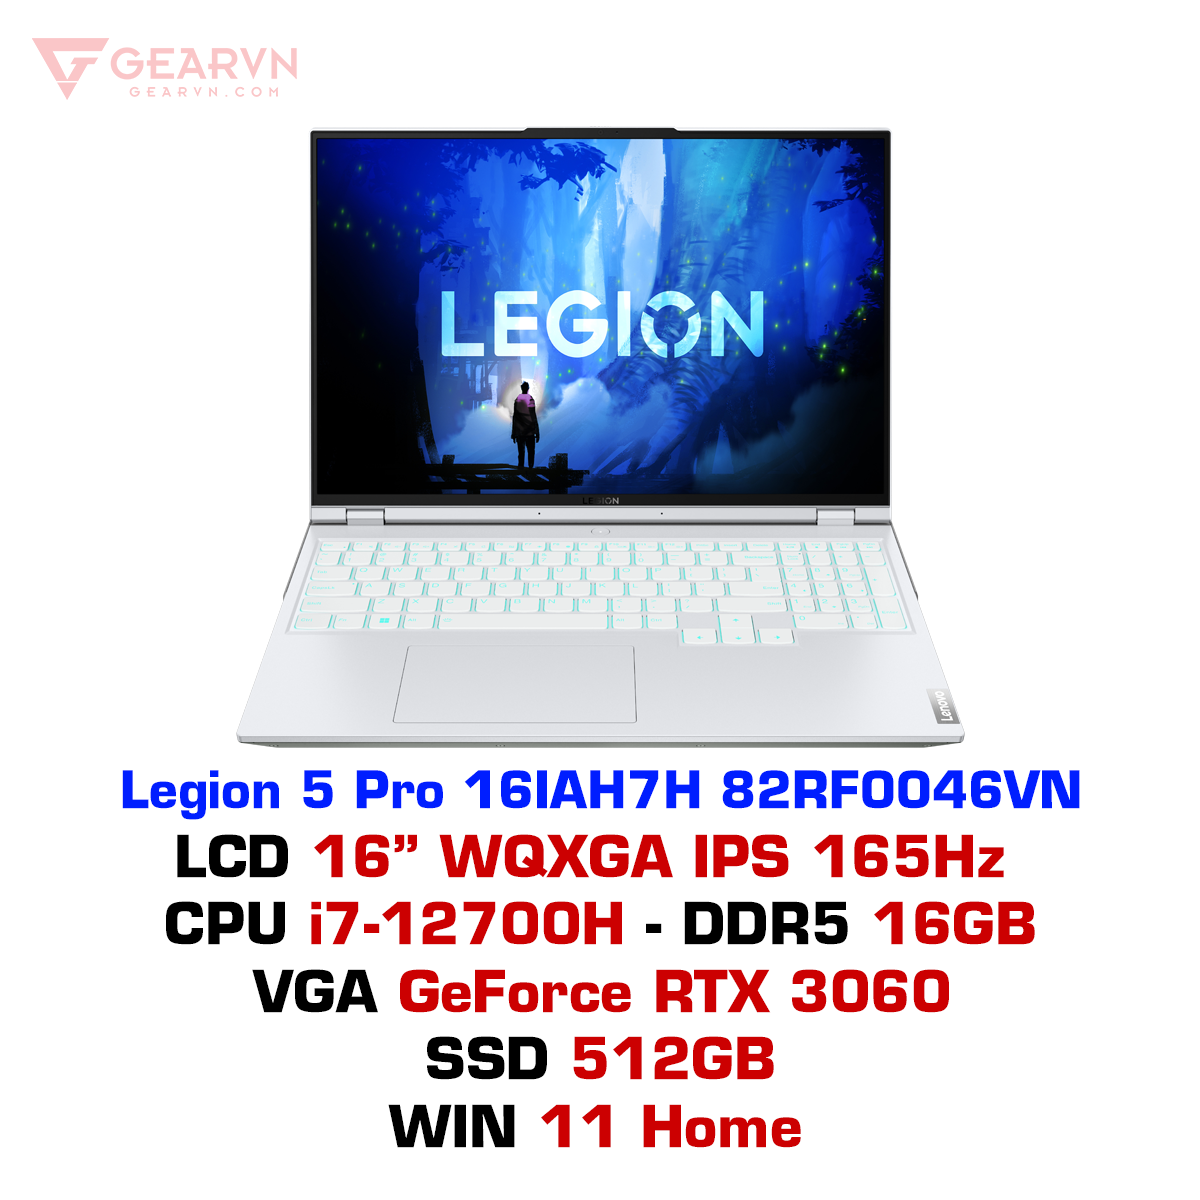 GEARVN
GEARVN.COM
LEGION
LEGION
Lenovo
Legion 5 Pro 16IAH7H 82RF0046VN
LCD 16” WQXGA IPS 165Hz
CPU i7-12700H - DDR5 16GB
VGA GeForce RTX 3060
SSD 512GB
WIN 11 Home